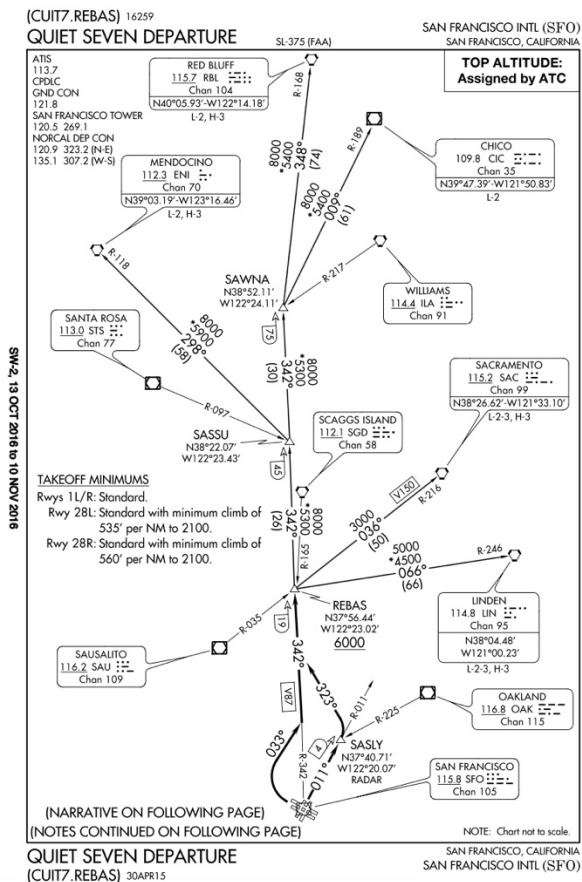 (CUIT7.REBAS) 16259
QUIET SEVEN DEPARTURE
SL-375 (FAA)
SAN FRANCISCO INTL (SFO)
SAN FRANCISCO, CALIFORNIA
ATIS
113.7
CPDLC
GND CON
121.8
SAN FRANCISCO TOWER
120.5 269.1
NORCAL DEP CON
120.9 323.2 (N-E)
135.1 307.2 (W-S)
TOP ALTITUDE:
Assigned by ATC
RED BLUFF
115.7 RBL
Chan 104
N40°05.93'-W122°14.18'
L-2, H-3
R-168
R-189
CHICO
109.8 CIC
Chan 35
N39°47.39'-W121°50.83'
L-2
MENDOCINO
112.3 ENI
Chan 70
N39°03.19'-W123°16.46'
L-2, H-3
8000
*5400
348°
(74)
8000
*5400
009°
(61)
R-118
R-217
SAWNA
N38°52.11'
W122°24.11'
WILLIAMS
114.4 ILA
Chan 91
SANTA ROSA
113.0 STS
Chan 77
8000
*5900
298°
(58)
75
8000
*5300
342°
(30)
SACRAMENTO
115.2 SAC
Chan 99
N38°26.62'-W121°33.10'
L-2-3, H-3
R-097
SCAGGS ISLAND
112.1 SGD
Chan 58
SASSU
N38°22.07'
W122°23.43'
45
V150
R-216
TAKEOFF MINIMUMS
Rwys 1L/R: Standard.
Rwy 28L: Standard with minimum climb of
535' per NM to 2100.
Rwy 28R: Standard with minimum climb of
560' per NM to 2100.
8000
*5300
342°
(26)
R-159
3000
036°
(50)
5000
*4500
066°
(66)
R-246
REBAS
N37°56.44'
W122°23.02'
6000
19
LINDEN
114.8 LIN
Chan 95
N38°04.48'
W121°00.23'
L-2-3, H-3
R-035
SAUSALITO
116.2 SAU
Chan 109
342°
323°
V87
R-011
R-225
OAKLAND
116.8 OAK
Chan 115
033°
4
SASLY
N37°40.71'
W122°20.07'
RADAR
R-342
011°
SAN FRANCISCO
115.8 SFO
Chan 105
(NARRATIVE ON FOLLOWING PAGE)
(NOTES CONTINUED ON FOLLOWING PAGE)
NOTE: Chart not to scale.
QUIET SEVEN DEPARTURE
(CUIT7.REBAS) 30APR15
SAN FRANCISCO, CALIFORNIA
SAN FRANCISCO INTL (SFO)
SW-2, 13 OCT 2016 to 10 NOV 2016